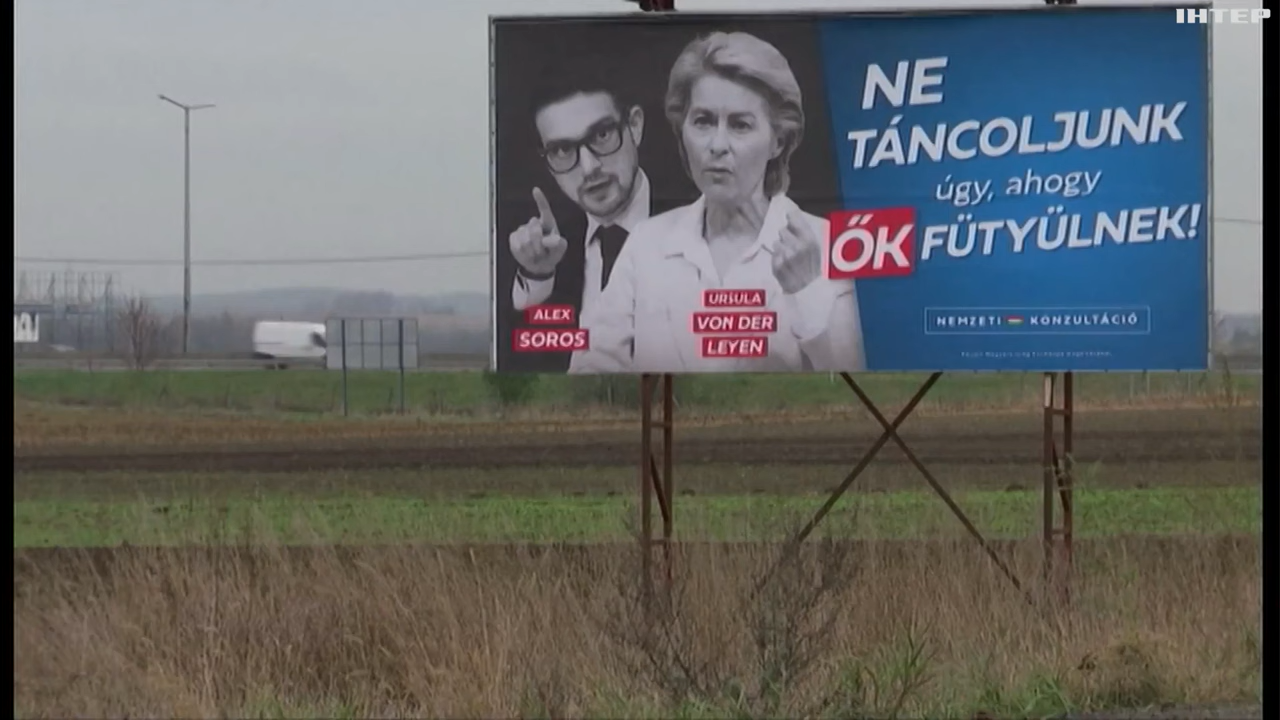 ІНТЕР
NE
TÁNCOLJUNK
úgy, ahogy
ŐK FÜTYÜLNEK!
ALEX
SOROS
URSULA
VON DER
LEYEN
NEMZETI KONZULTÁCIÓ